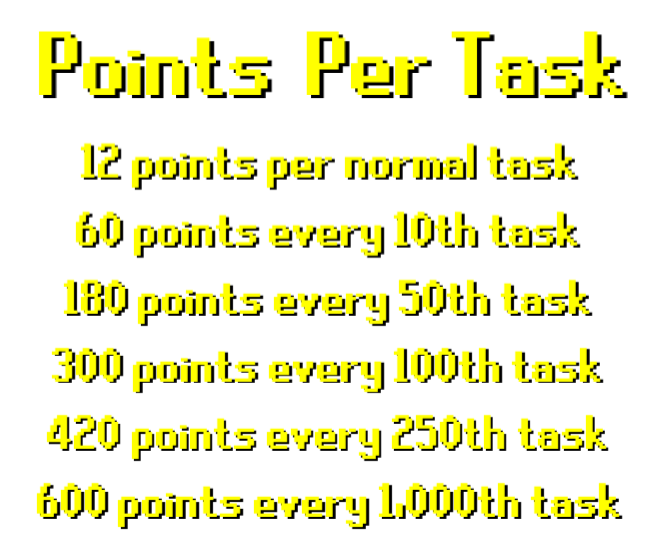 Points Per Task
12 points per normal task
60 points every 10th task
180 points every 50th task
300 points every 100th task
420 points every 250th task
600 points every 1,000th task